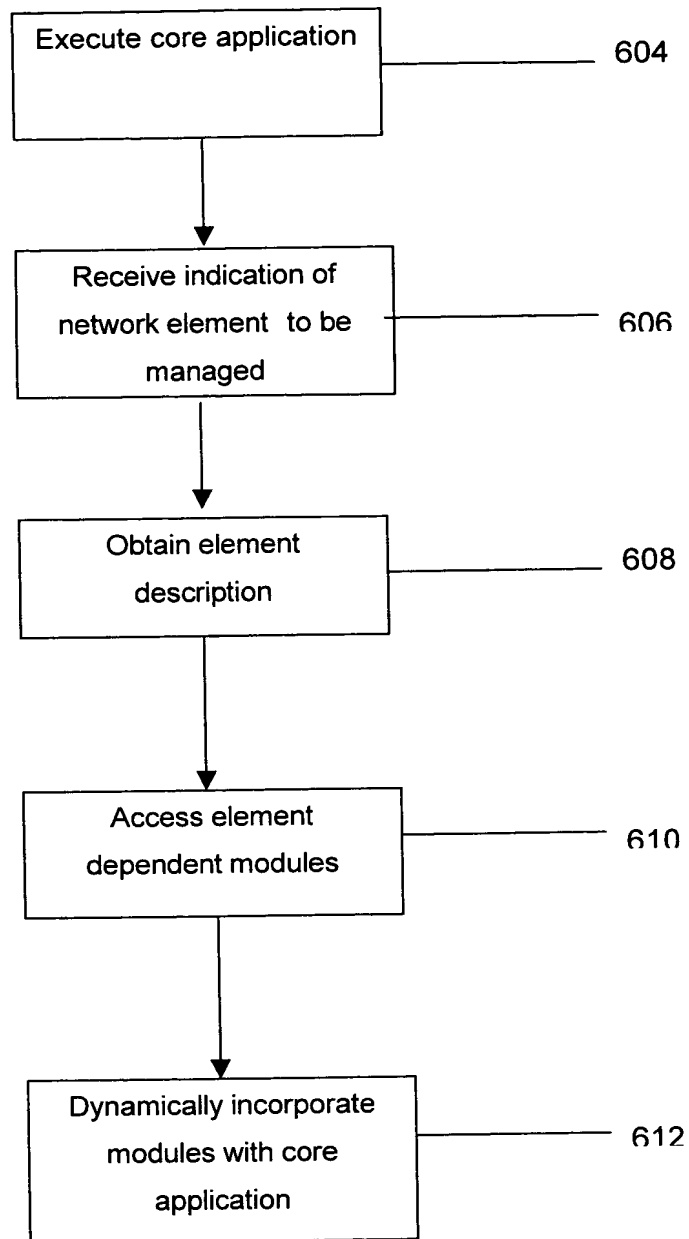 Execute core application
604
Receive indication of
network element to be
managed
606
Obtain element
description
608
Access element
dependent modules
610
Dynamically incorporate
modules with core
application
612